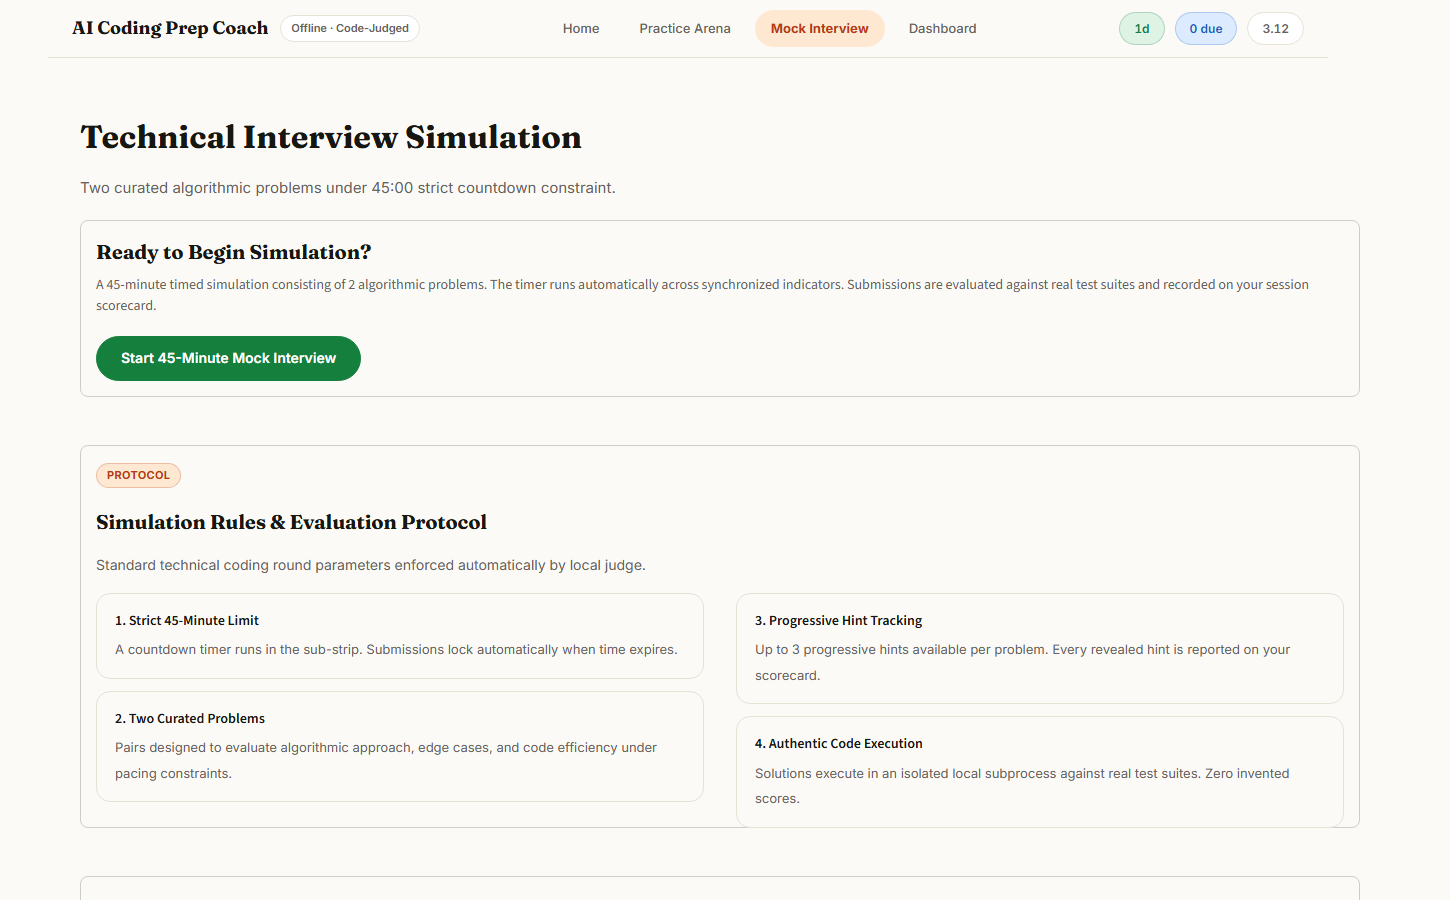 AI Coding Prep Coach
Offline · Code-Judged
Home
Practice Arena
Mock Interview
Dashboard
1d
0 due
3.12
Technical Interview Simulation
Two curated algorithmic problems under 45:00 strict countdown constraint.
Ready to Begin Simulation?
A 45-minute timed simulation consisting of 2 algorithmic problems. The timer runs automatically across synchronized indicators. Submissions are evaluated against real test suites and recorded on your session
scorecard.
Start 45-Minute Mock Interview
PROTOCOL
Simulation Rules & Evaluation Protocol
Standard technical coding round parameters enforced automatically by local judge.
1. Strict 45-Minute Limit
A countdown timer runs in the sub-strip. Submissions lock automatically when time expires.
2. Two Curated Problems
Pairs designed to evaluate algorithmic approach, edge cases, and code efficiency under
pacing constraints.
3. Progressive Hint Tracking
Up to 3 progressive hints available per problem. Every revealed hint is reported on your
scorecard.
4. Authentic Code Execution
Solutions execute in an isolated local subprocess against real test suites. Zero invented
scores.